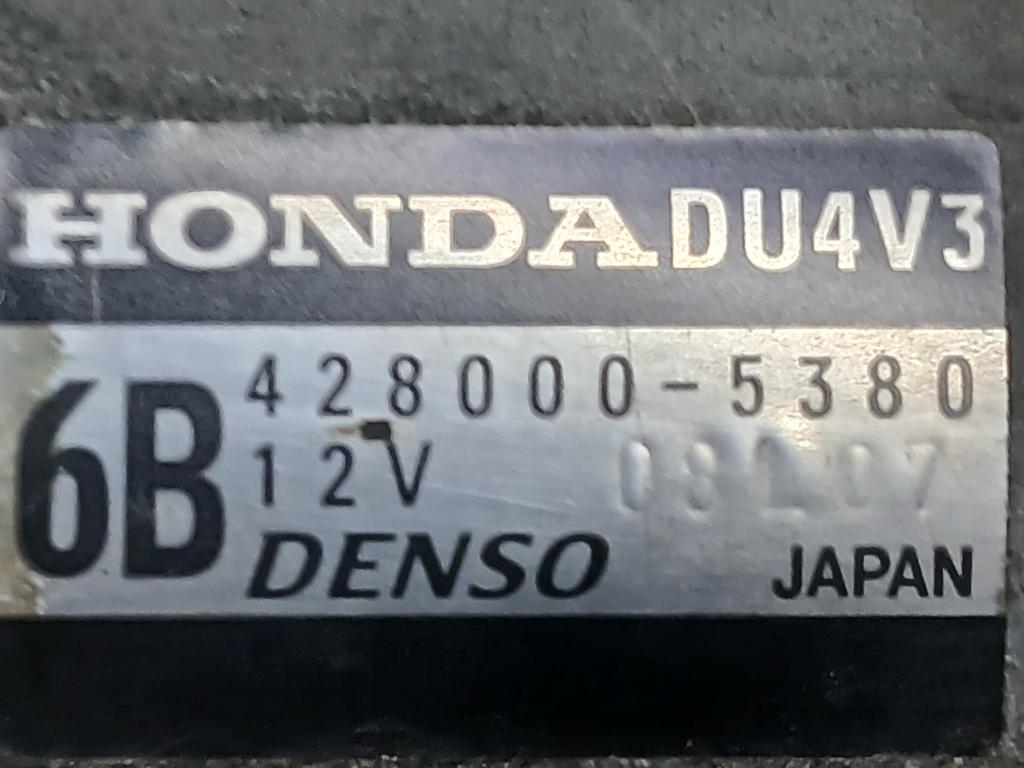 HONDA DU4V3
6B
428000-5380
12V
DENSO JAPAN